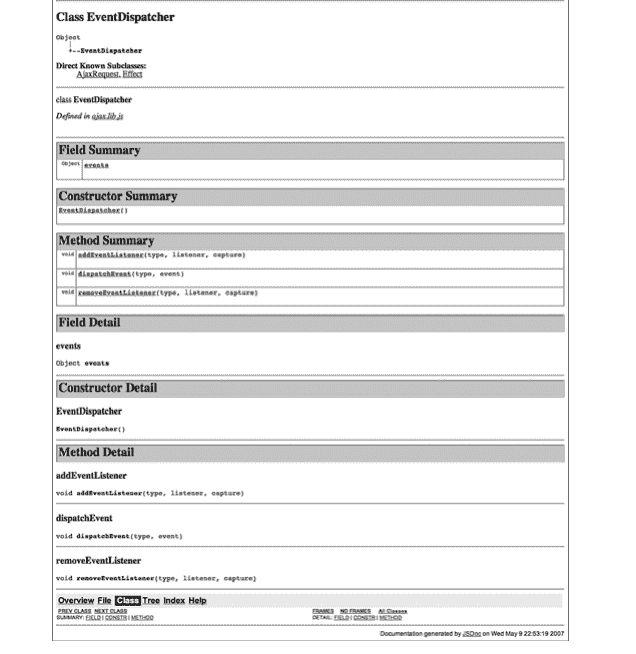 Class EventDispatcher
Object
|
+--EventDispatcher
Direct Known Subclasses:
AjaxRequest, Effect
class EventDispatcher
Defined in ajax.lib.js
Field Summary
Object events
Constructor Summary
EventDispatcher()
Method Summary
void addEventListener(type, listener, capture)
void dispatchEvent(type, event)
void removeEventListener(type, listener, capture)
Field Detail
events
Object events
Constructor Detail
EventDispatcher
EventDispatcher()
Method Detail
addEventListener
void addEventListener(type, listener, capture)
dispatchEvent
void dispatchEvent(type, event)
removeEventListener
void removeEventListener(type, listener, capture)
Overview File Class Tree Index Help
PREV CLASS NEXT CLASS FRAMES NO FRAMES All Classes
SUMMARY: FIELD | CONSTR | METHOD DETAIL: FIELD | CONSTR | METHOD
Documentation generated by JSDoc on Wed May 9 22:53:19 2007